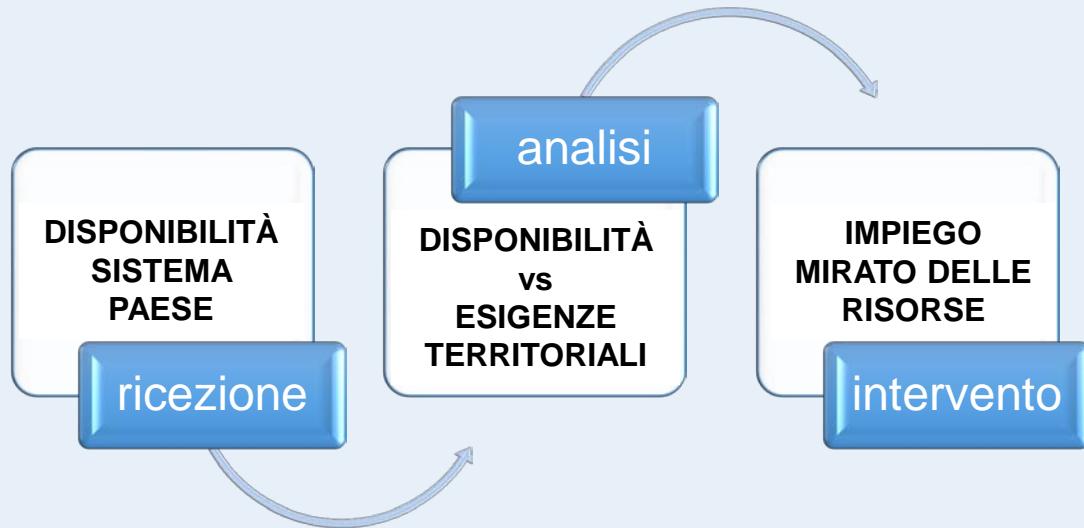 DISPONIBILITÀ
SISTEMA
PAESE
ricezione
analisi
DISPONIBILITÀ
vs
ESIGENZE
TERRITORIALI
IMPIEGO
MIRATO DELLE
RISORSE
intervento